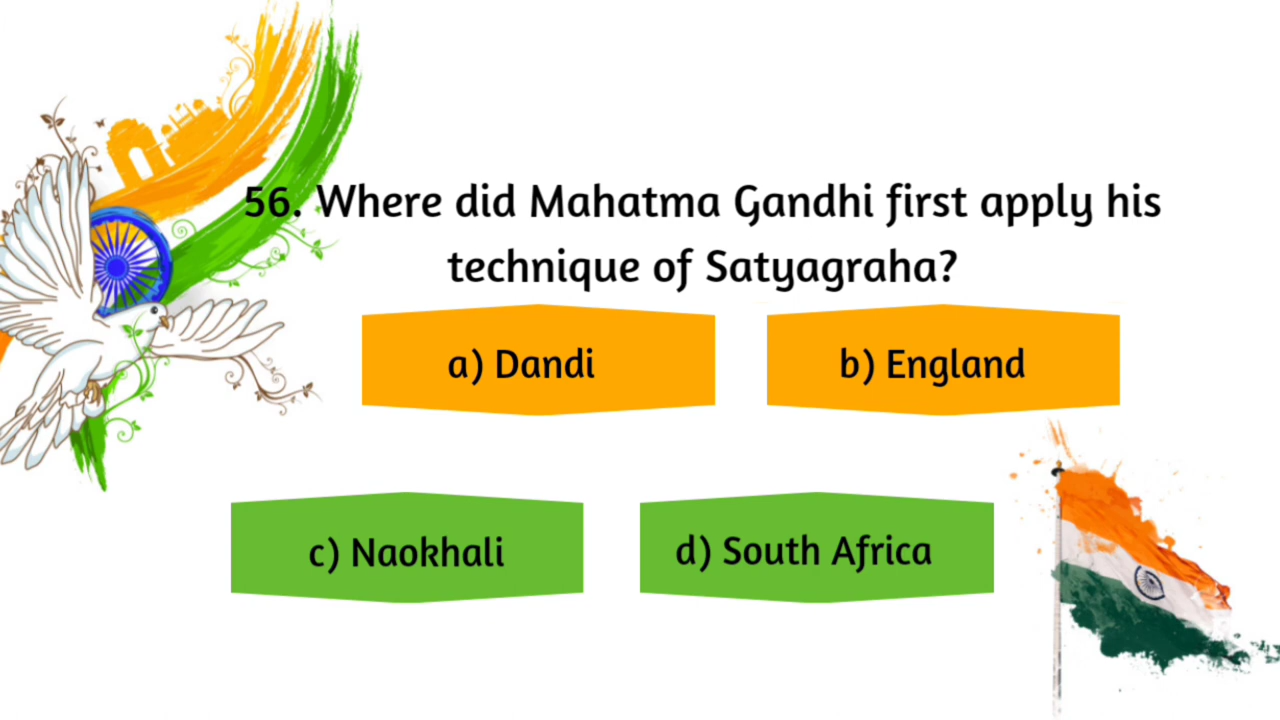 56. Where did Mahatma Gandhi first apply his
technique of Satyagraha?
a) Dandi
b) England
c) Naokhali
d) South Africa